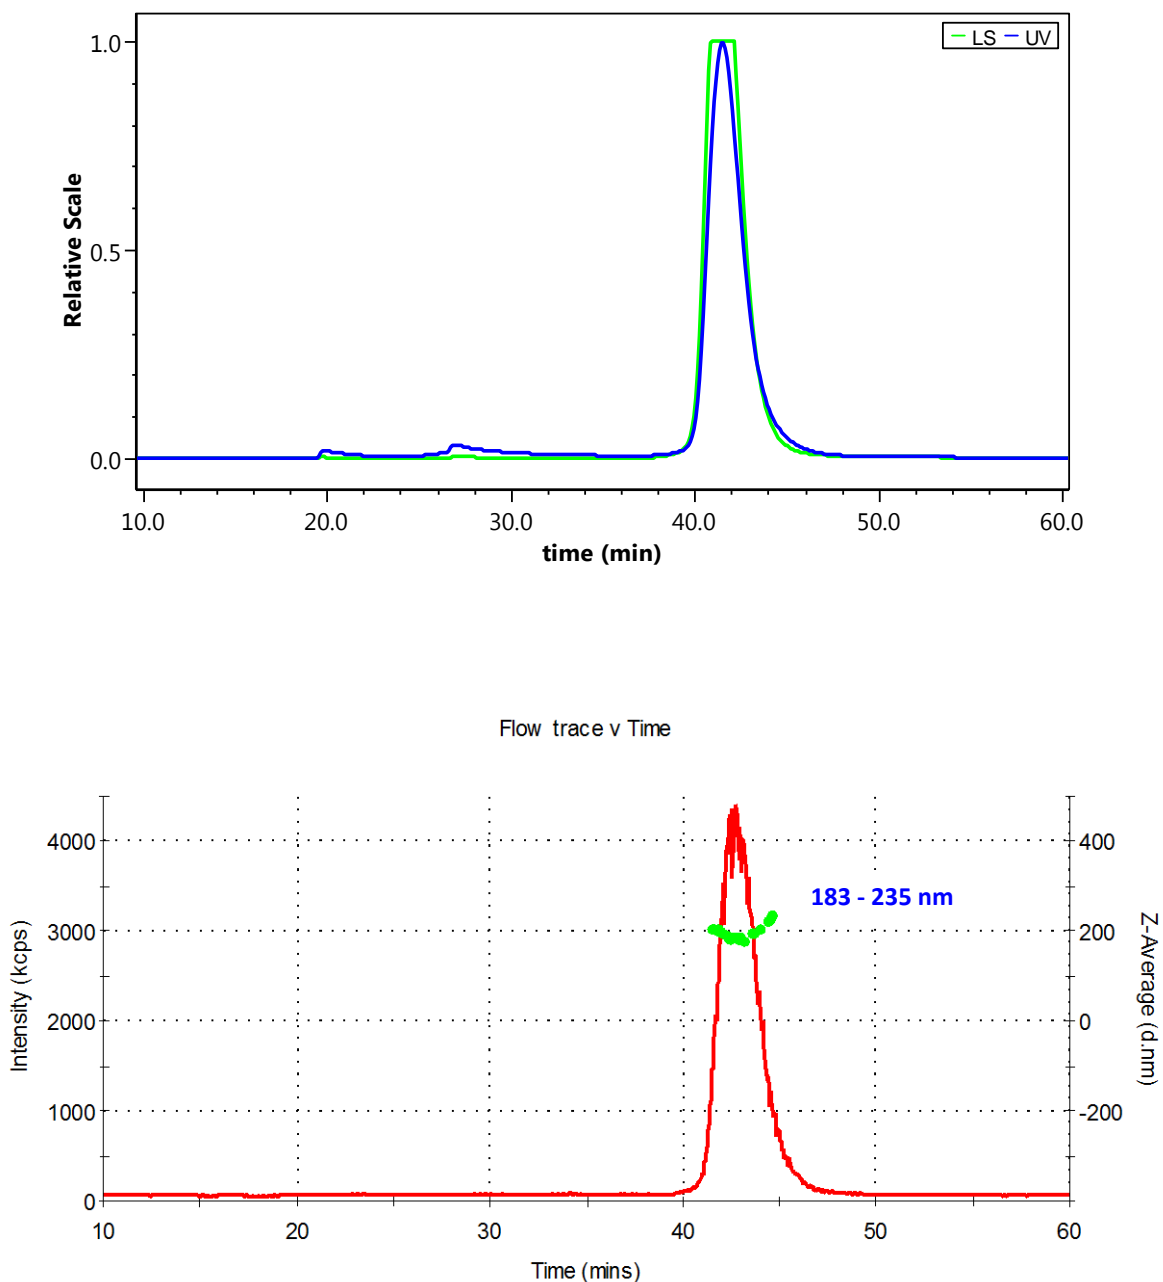 LS UV
1.0
0.5
0.0
Relative Scale
10.0 20.0 30.0 40.0 50.0 60.0
time (min)
Flow trace v Time
4000 400
183 - 235 nm
3000 200
2000 0
1000 -200
0
Intensity (kcps)
Z-Average (d.nm)
10 20 30 40 50 60
Time (mins)